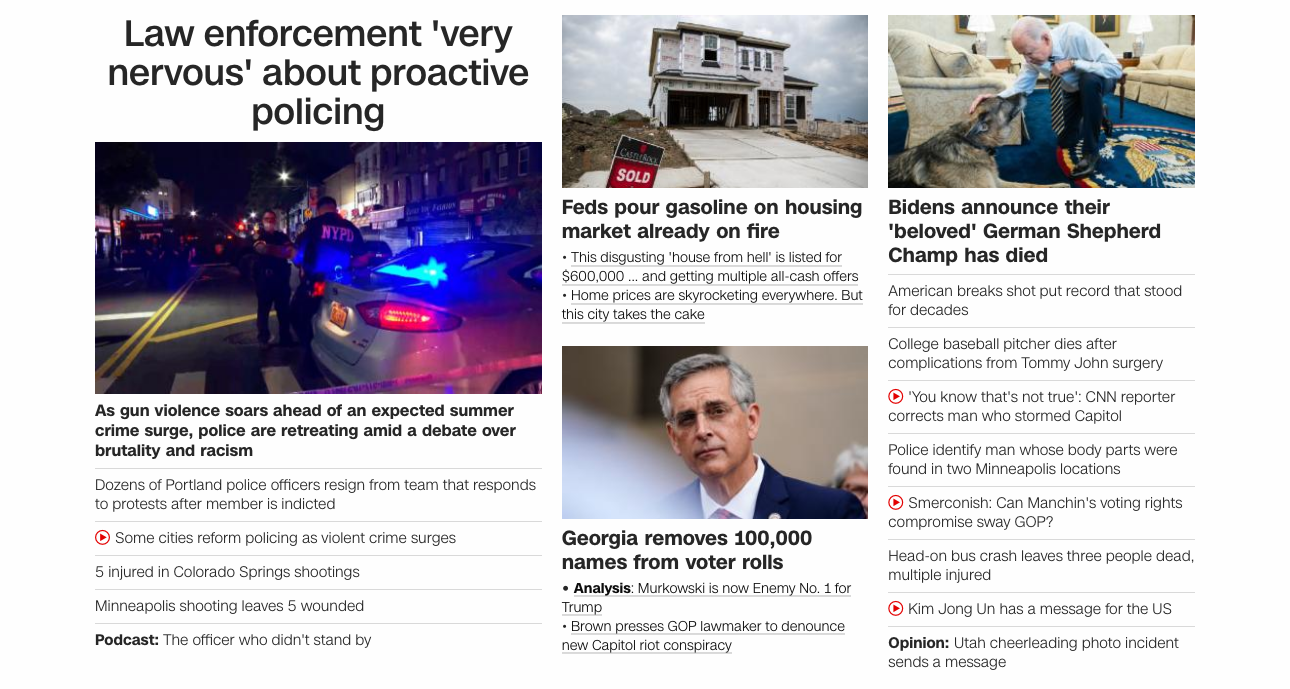 Law enforcement 'very
nervous' about proactive
policing
NYPD
As gun violence soars ahead of an expected summer
crime surge, police are retreating amid a debate over
brutality and racism
Dozens of Portland police officers resign from team that responds
to protests after member is indicted
Some cities reform policing as violent crime surges
5 injured in Colorado Springs shootings
Minneapolis shooting leaves 5 wounded
Podcast: The officer who didn't stand by
CASTLEROCK
SOLD
Feds pour gasoline on housing
market already on fire
• This disgusting 'house from hell' is listed for
$600,000 ... and getting multiple all-cash offers
• Home prices are skyrocketing everywhere. But
this city takes the cake
Georgia removes 100,000
names from voter rolls
• Analysis: Murkowski is now Enemy No. 1 for
Trump
• Brown presses GOP lawmaker to denounce
new Capitol riot conspiracy
Bidens announce their
'beloved' German Shepherd
Champ has died
American breaks shot put record that stood
for decades
College baseball pitcher dies after
complications from Tommy John surgery
'You know that's not true': CNN reporter
corrects man who stormed Capitol
Police identify man whose body parts were
found in two Minneapolis locations
Smerconish: Can Manchin's voting rights
compromise sway GOP?
Head-on bus crash leaves three people dead,
multiple injured
Kim Jong Un has a message for the US
Opinion: Utah cheerleading photo incident
sends a message